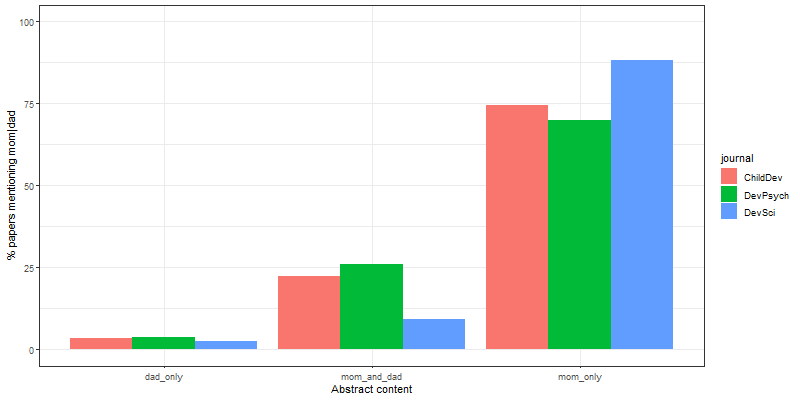 % papers mentioning mom|dad
100
75
50
25
0
dad_only
mom_and_dad
mom_only
Abstract content
journal
ChildDev
DevPsych
DevSci